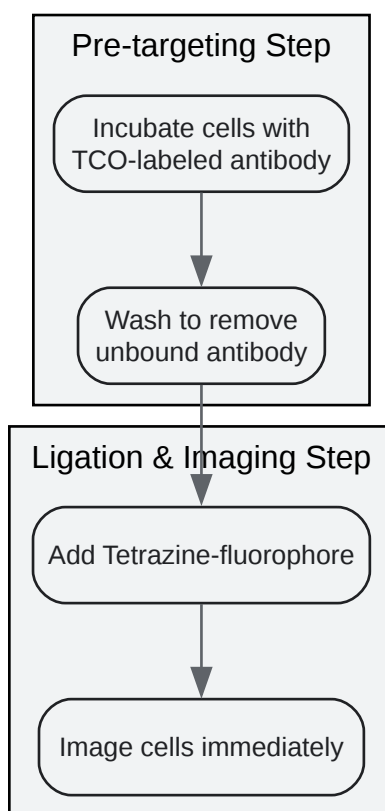 Pre-targeting Step
Incubate cells with
TCO-labeled antibody
Wash to remove
unbound antibody
Ligation & Imaging Step
Add Tetrazine-fluorophore
Image cells immediately